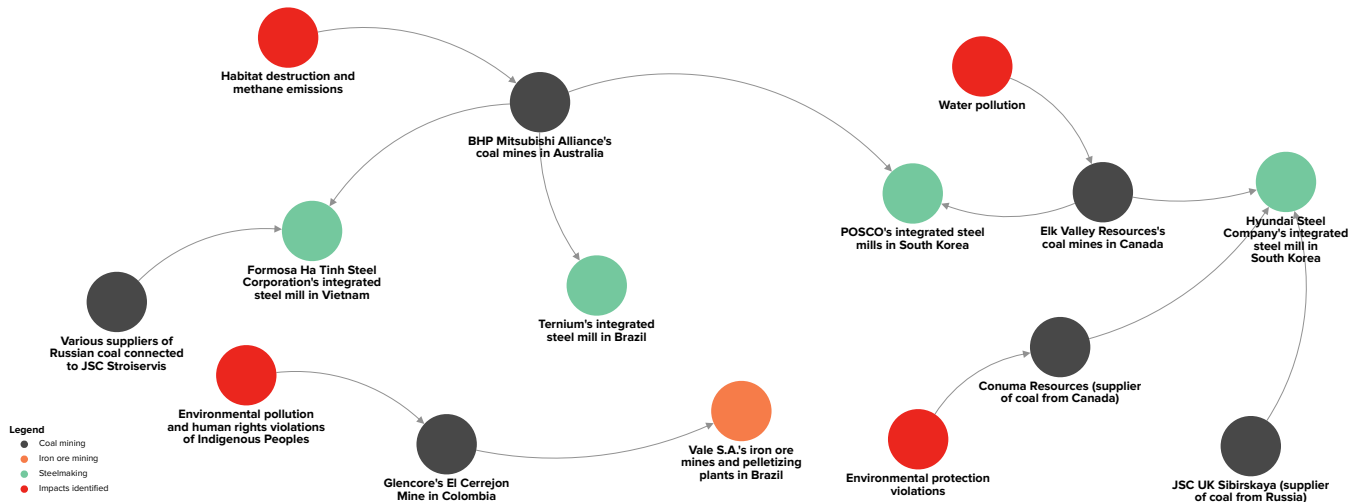 Habitat destruction and
methane emissions
Water pollution
BHP Mitsubishi Alliance's
coal mines in Australia
POSCO's integrated steel
mills in South Korea
Elk Valley Resources's
coal mines in Canada
Hyundai Steel
Company's integrated
steel mill in
South Korea
Formosa Ha Tinh Steel
Corporation's integrated
steel mill in Vietnam
Ternium's integrated
steel mill in Brazil
Various suppliers of
Russian coal connected
to JSC Stroiservis
Conuma Resources (supplier
of coal from Canada)
Environmental pollution
and human rights violations
of Indigenous Peoples
Vale S.A.'s iron ore
mines and pelletizing
plants in Brazil
Glencore's El Cerrejon
Mine in Colombia
Environmental protection
violations
JSC UK Sibirskaya (supplier
of coal from Russia)
Legend
Coal mining
Iron ore mining
Steelmaking
Impacts identified